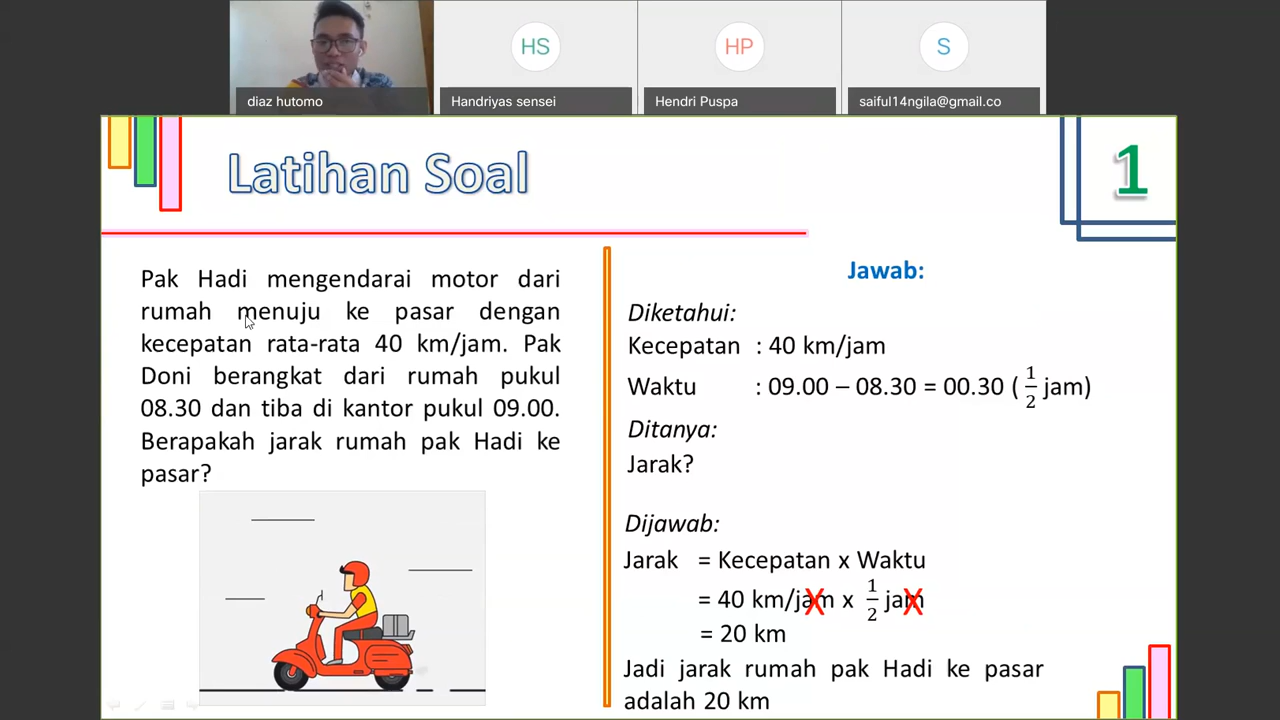 HS
HP
S
diaz hutomo
Handriyas sensei
Hendri Puspa
saiful14ngila@gmail.co
Latihan Soal
1
Pak Hadi mengendarai motor dari
rumah menuju ke pasar dengan
kecepatan rata-rata 40 km/jam. Pak
Doni berangkat dari rumah pukul
08.30 dan tiba di kantor pukul 09.00.
Berapakah jarak rumah pak Hadi ke
pasar?
Jawab:
Diketahui:
Kecepatan : 40 km/jam
Waktu : 09.00 – 08.30 = 00.30 ( 1/2 jam)
Ditanya:
Jarak?
Dijawab:
Jarak = Kecepatan x Waktu
= 40 km/jam x 1/2 jam
= 20 km
Jadi jarak rumah pak Hadi ke pasar
adalah 20 km